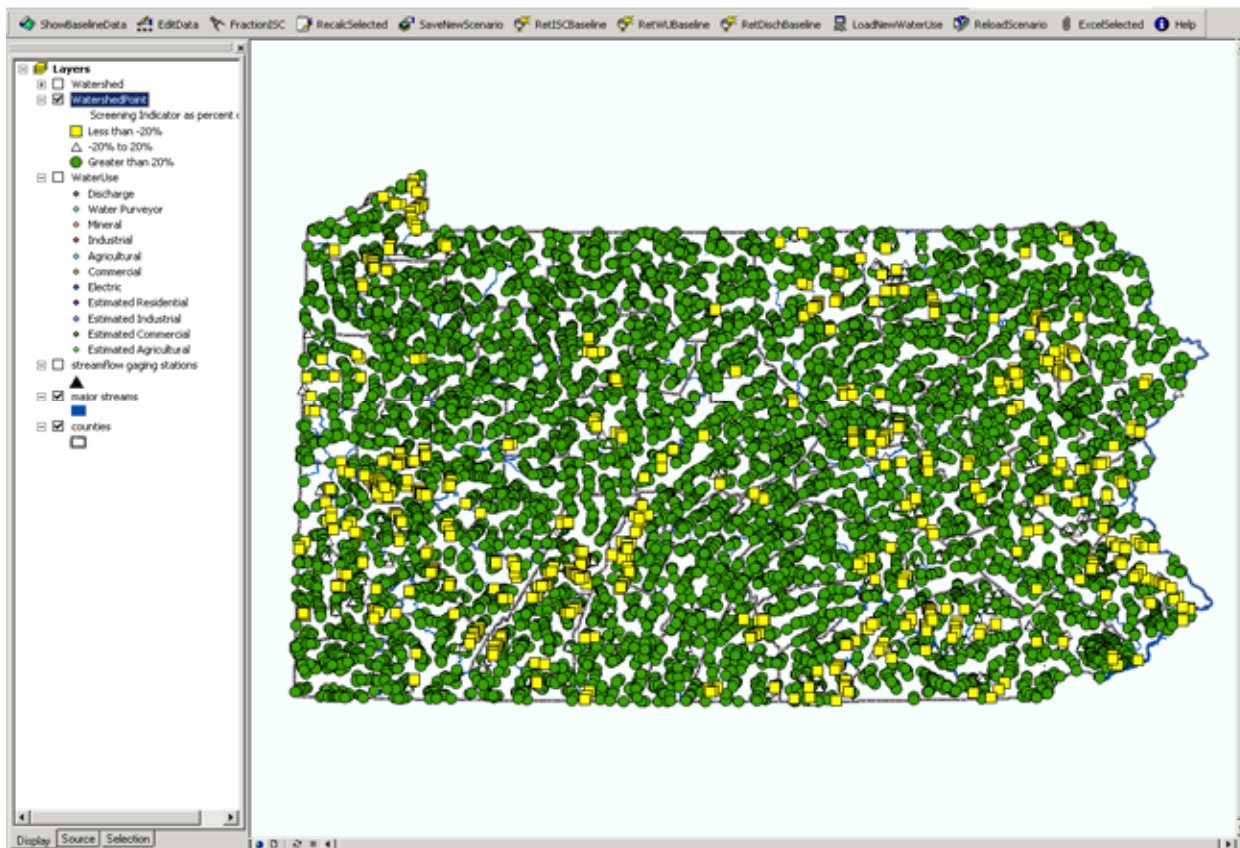 ShowBaselineData EditData FractionISC RecalcSelected SaveNewScenario RetISCBaseline RetWUBaseline RetDischBaseline LoadNewWaterUse ReloadScenario ExcelSelected Help
Layers
Watershed
WatershedPoint
Screening Indicator as percent
Less than -20%
-20% to 20%
Greater than 20%
WaterUse
Discharge
Water Purveyor
Mineral
Industrial
Agricultural
Commercial
Electric
Estimated Residential
Estimated Industrial
Estimated Commercial
Estimated Agricultural
streamflow gaging stations
major streams
counties
Display Source Selection